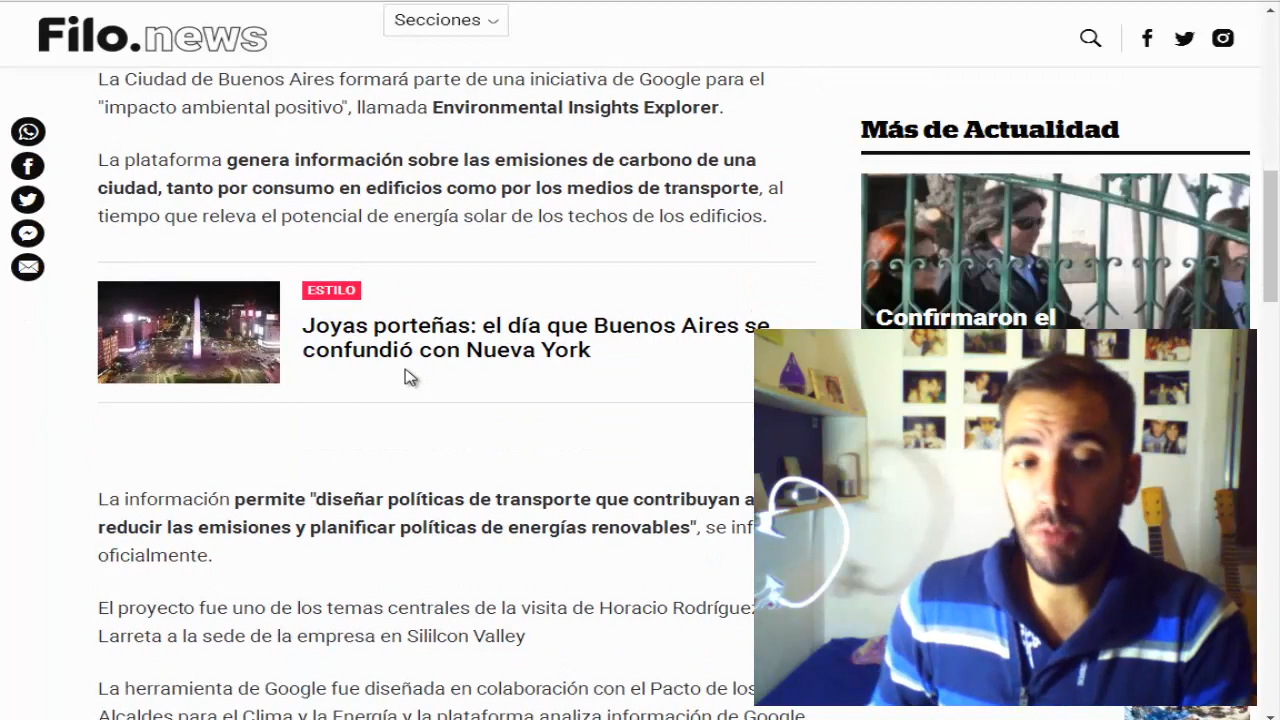 Filo.news
Secciones
La Ciudad de Buenos Aires formará parte de una iniciativa de Google para el
"impacto ambiental positivo", llamada Environmental Insights Explorer.
La plataforma genera información sobre las emisiones de carbono de una
ciudad, tanto por consumo en edificios como por los medios de transporte, al
tiempo que releva el potencial de energía solar de los techos de los edificios.
ESTILO
Joyas porteñas: el día que Buenos Aires se
confundió con Nueva York
La información permite "diseñar políticas de transporte que contribuyan a
reducir las emisiones y planificar políticas de energías renovables", se inf
oficialmente.
El proyecto fue uno de los temas centrales de la visita de Horacio Rodríguez
Larreta a la sede de la empresa en Sililcon Valley
La herramienta de Google fue diseñada en colaboración con el Pacto de los
Alcaldes para el Clima y la Energía y la plataforma analiza información de Google
Más de Actualidad
Confirmaron el